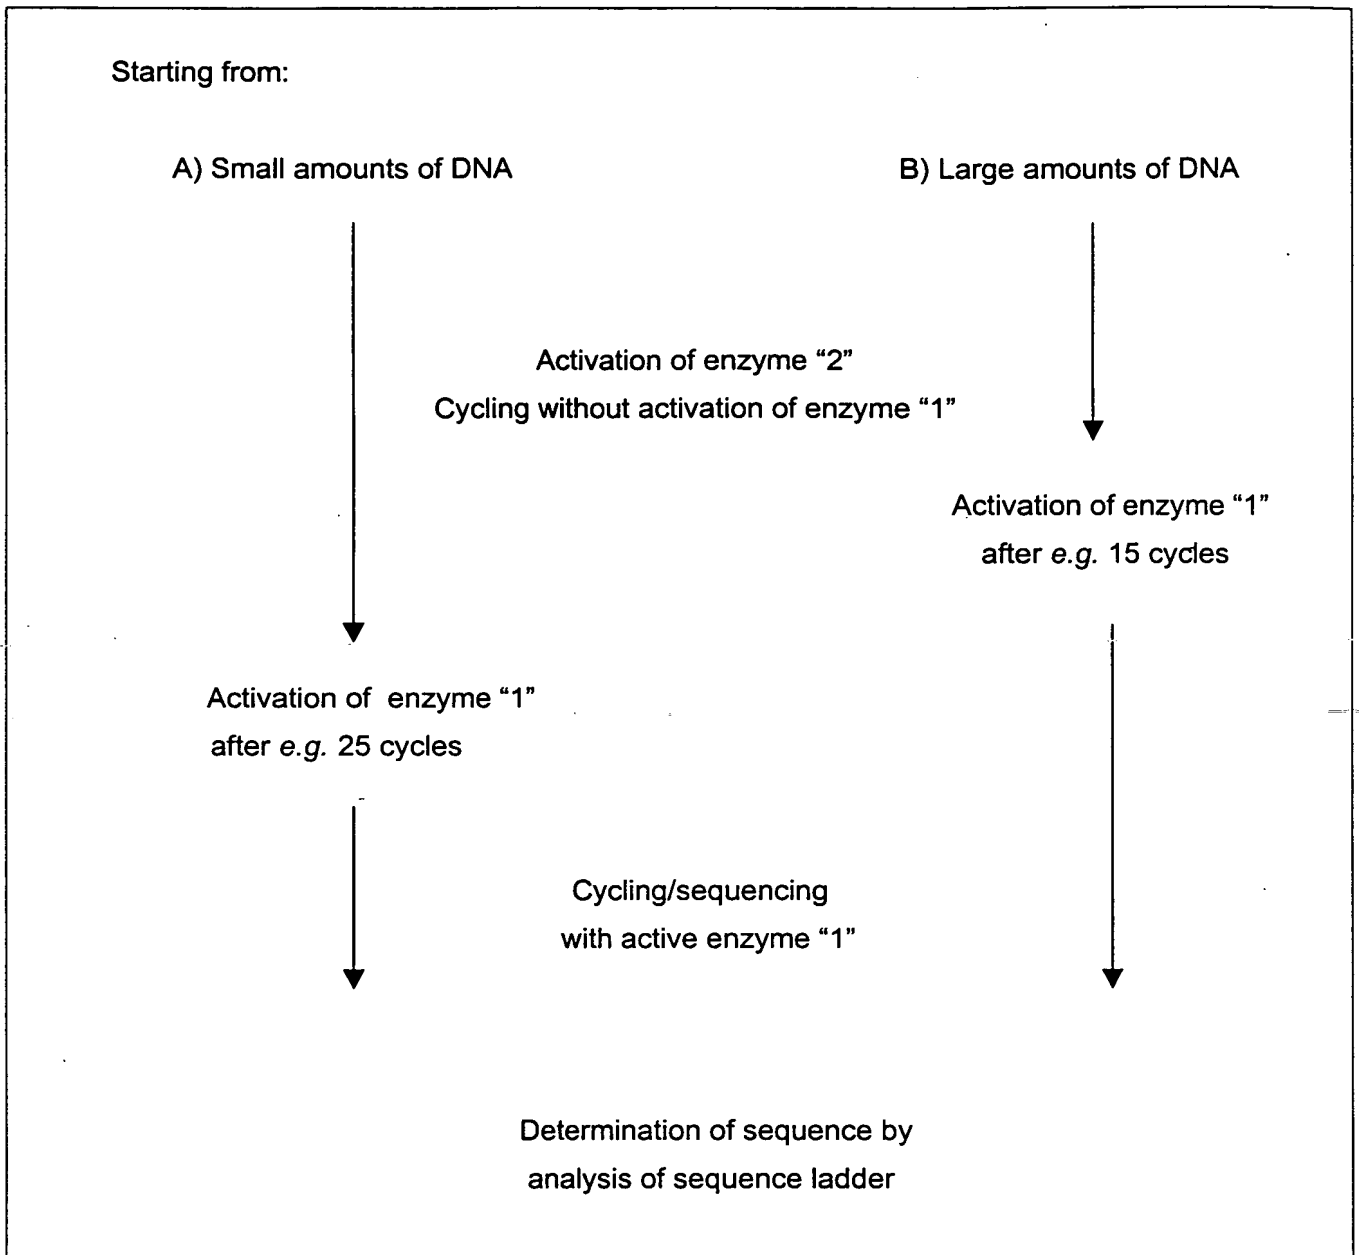 Starting from:
A) Small amounts of DNA
B) Large amounts of DNA
Activation of enzyme “2”
Cycling without activation of enzyme “1”
Activation of enzyme “1”
after e.g. 15 cycles
Activation of enzyme “1”
after e.g. 25 cycles
Cycling/sequencing
with active enzyme “1”
Determination of sequence by
analysis of sequence ladder